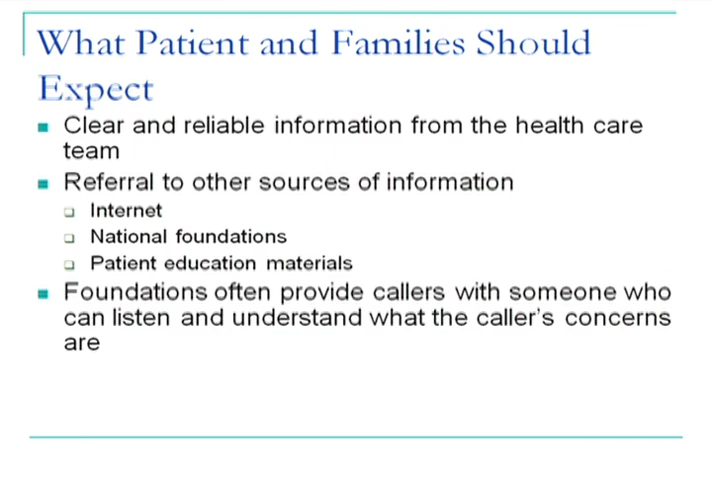 What Patient and Families Should
Expect
Clear and reliable information from the health care
team
Referral to other sources of information
Internet
National foundations
Patient education materials
Foundations often provide callers with someone who
can listen and understand what the caller's concerns
are